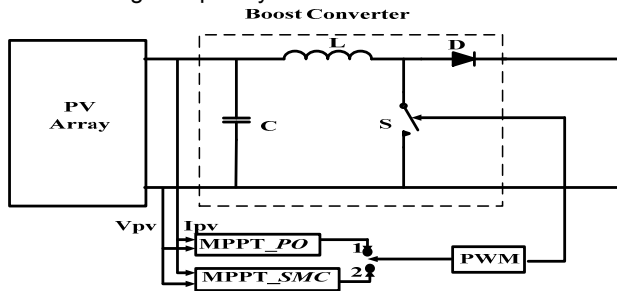 Boost Converter
L
D
PV
Array
C
S
Vpv
Ipv
MPPT_PO
1
PWM
2
MPPT_SMC